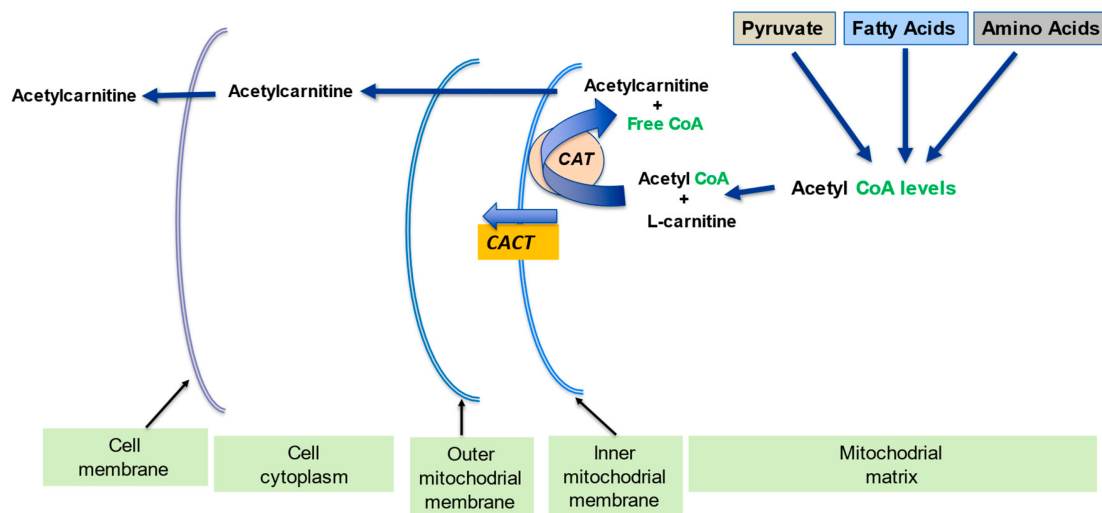 Pyruvate
Fatty Acids
Amino Acids
Acetylcarnitine
Acetylcarnitine
Acetylcarnitine
+
Free CoA
CAT
Acetyl CoA
+
L-carnitine
Acetyl CoA levels
CACT
Cell
membrane
Cell
cytoplasm
Outer
mitochodrial
membrane
Inner
mitochodrial
membrane
Mitochodrial
matrix